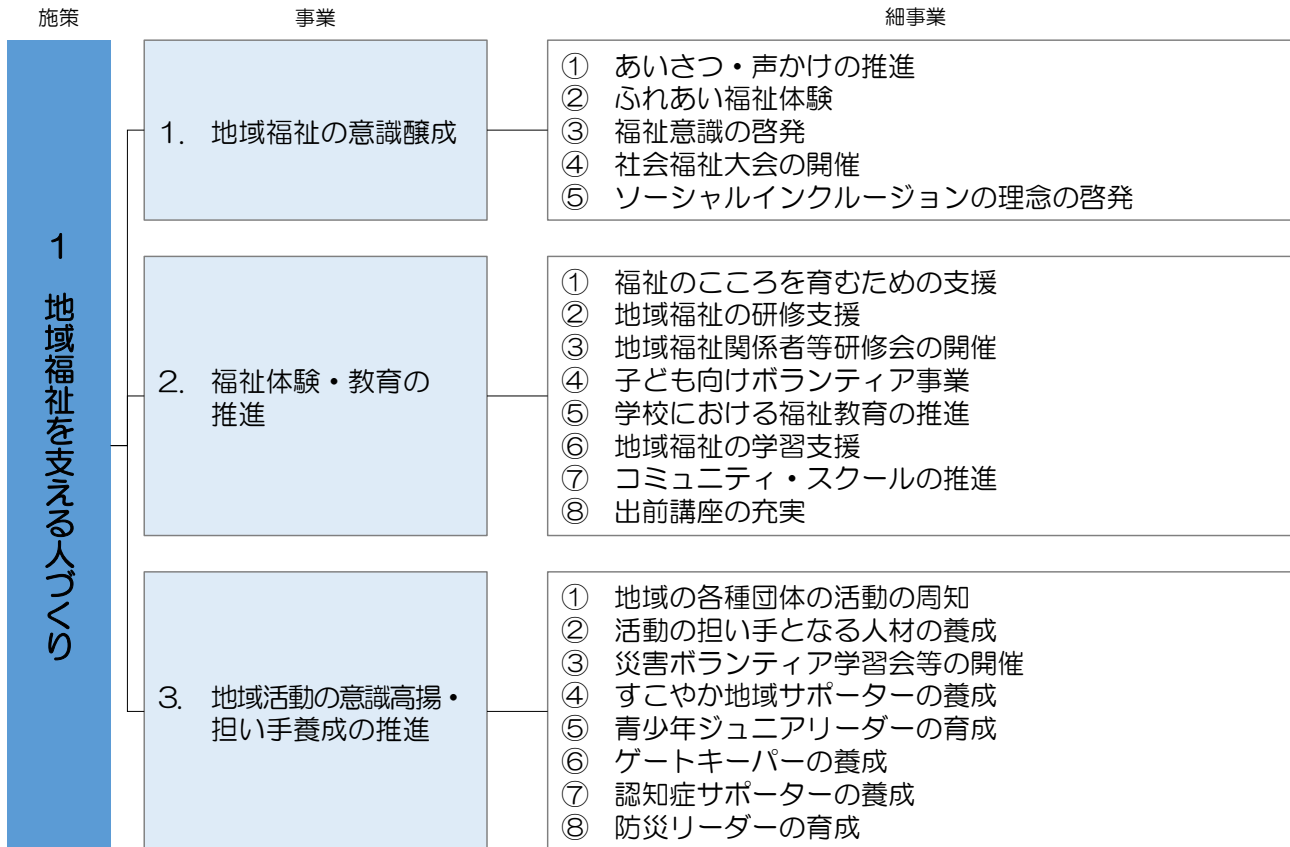 施策
事業
細事業
1 地域福祉を支える人づくり
1. 地域福祉の意識醸成
① あいさつ・声かけの推進
② ふれあい福祉体験
③ 福祉意識の啓発
④ 社会福祉大会の開催
⑤ ソーシャルインクルージョンの理念の啓発
2. 福祉体験・教育の
推進
① 福祉のこころを育むための支援
② 地域福祉の研修支援
③ 地域福祉関係者等研修会の開催
④ 子ども向けボランティア事業
⑤ 学校における福祉教育の推進
⑥ 地域福祉の学習支援
⑦ コミュニティ・スクールの推進
⑧ 出前講座の充実
3. 地域活動の意識高揚・
担い手養成の推進
① 地域の各種団体の活動の周知
② 活動の担い手となる人材の養成
③ 災害ボランティア学習会等の開催
④ すこやか地域サポーターの養成
⑤ 青少年ジュニアリーダーの育成
⑥ ゲートキーパーの養成
⑦ 認知症サポーターの養成
⑧ 防災リーダーの育成